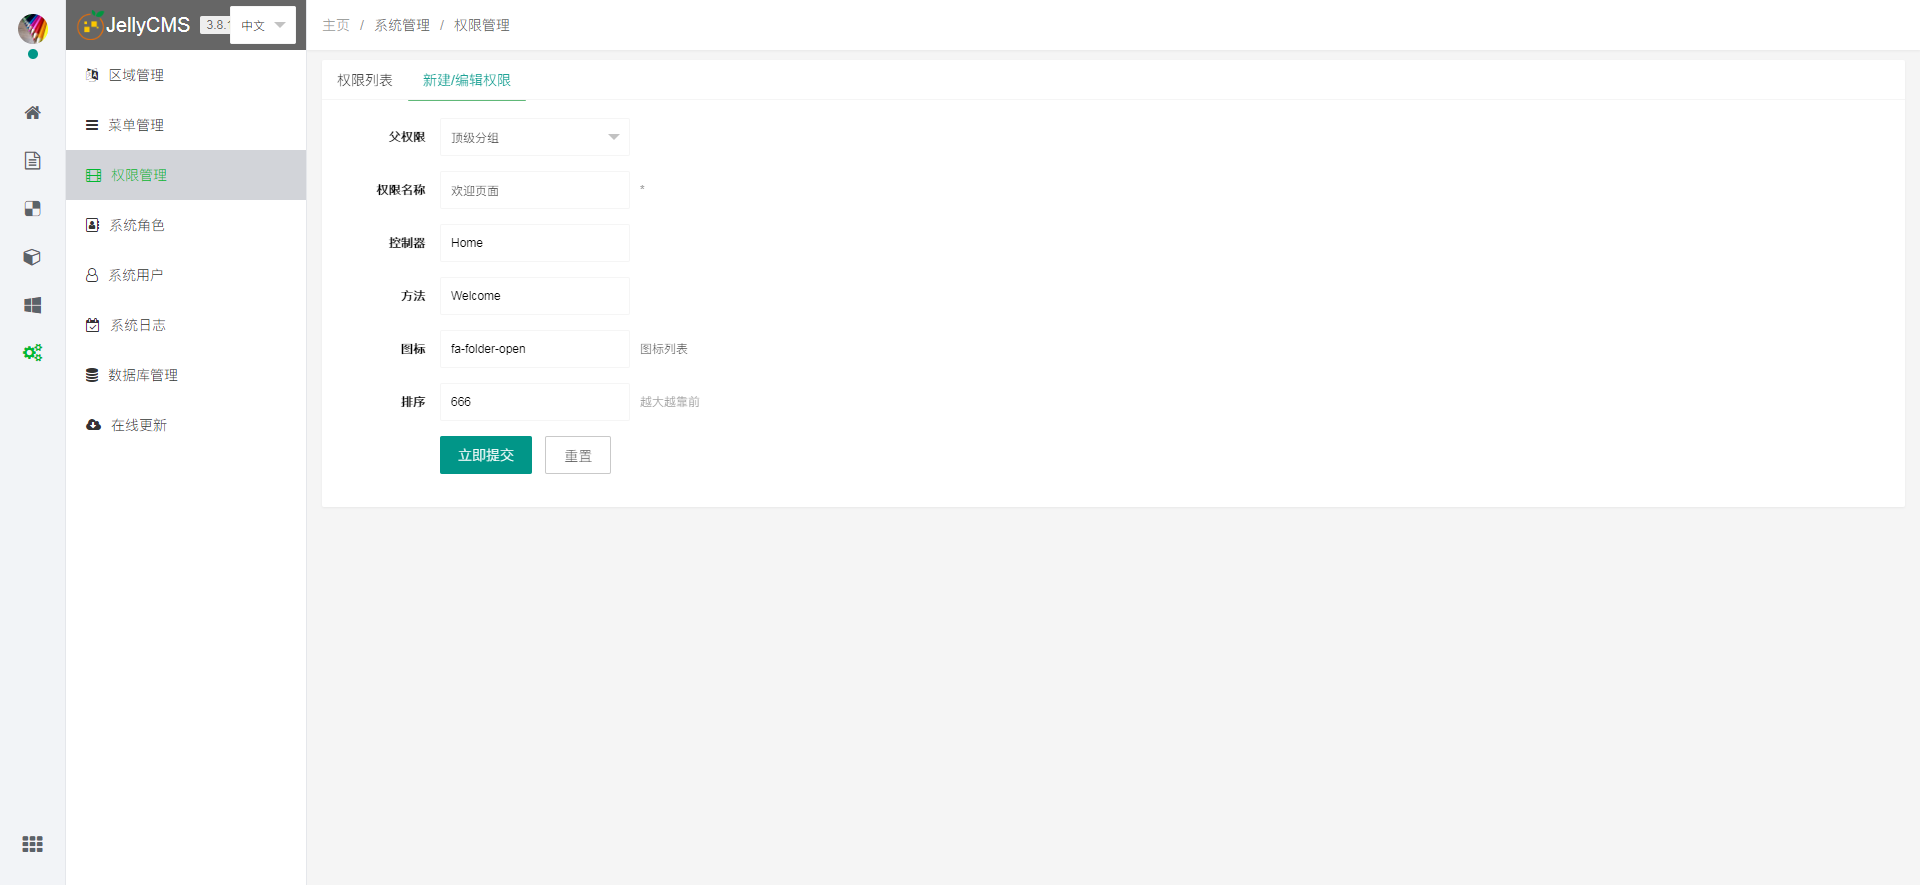 JellyCMS 3.8.
中文
主页 / 系统管理 / 权限管理
区域管理
菜单管理
权限管理
系统角色
系统用户
系统日志
数据库管理
在线更新
权限列表 新建/编辑权限
父权限 顶级分组
权限名称 欢迎页面 *
控制器 Home
方法 Welcome
图标 fa-folder-open 图标列表
排序 666 越大越靠前
立即提交 重置